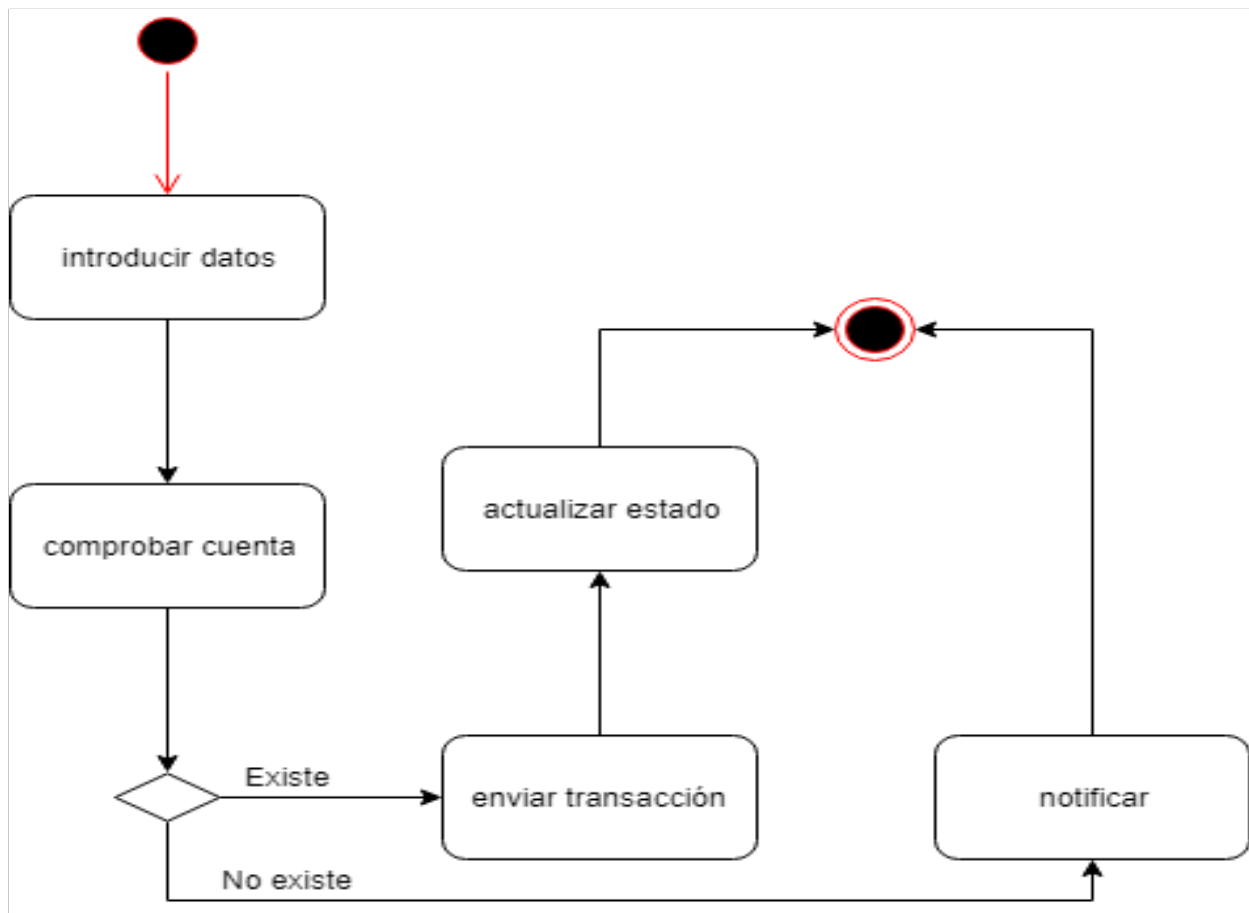 introducir datos
comprobar cuenta
actualizar estado
Existe
enviar transacción
notificar
No existe